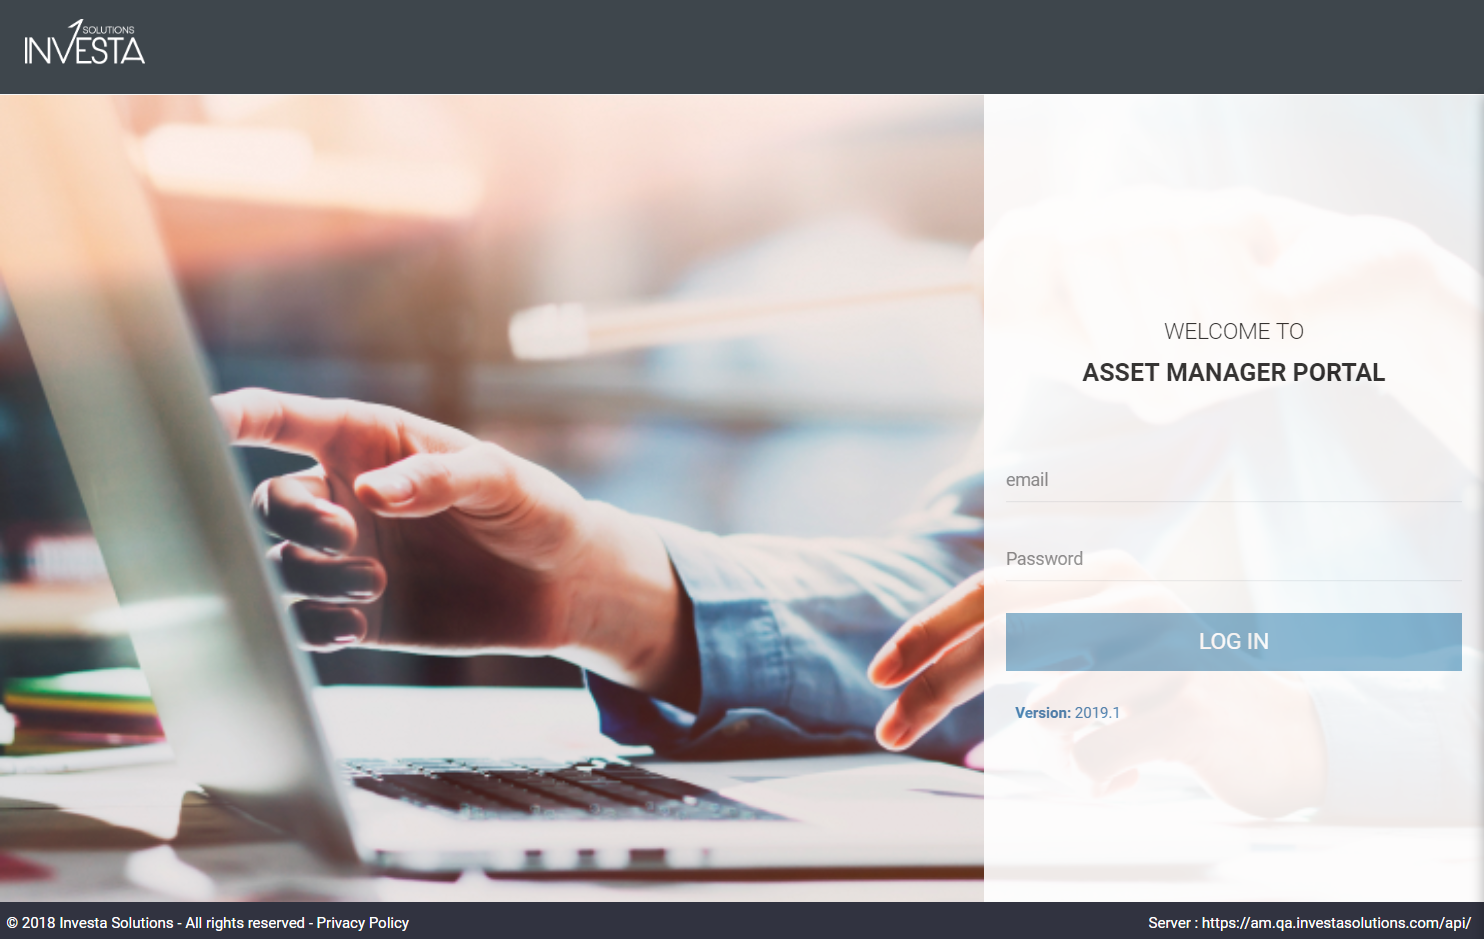 SOLUTIONS
INVESTA
WELCOME TO
ASSET MANAGER PORTAL
email
Password
LOG IN
Version: 2019.1
© 2018 Investa Solutions - All rights reserved - Privacy Policy
Server : https://am.qa.investasolutions.com/api/